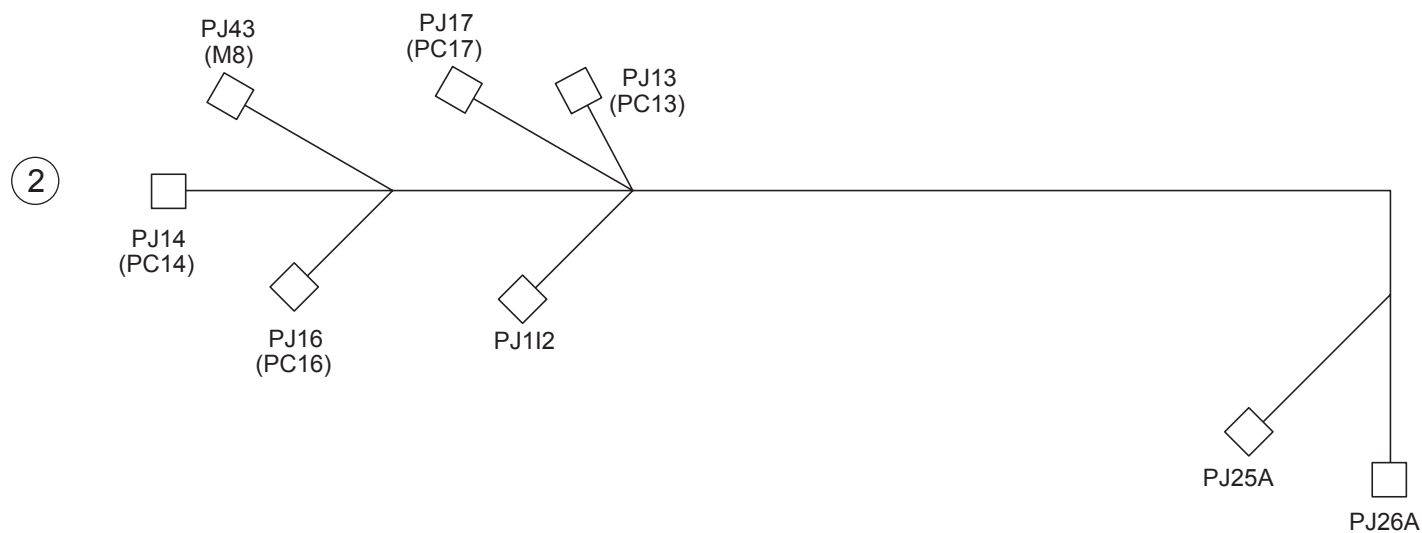 PJ43
(M8)
PJ17
(PC17)
PJ13
(PC13)
2
PJ14
(PC14)
PJ16
(PC16)
PJ1I2
PJ25A
PJ26A